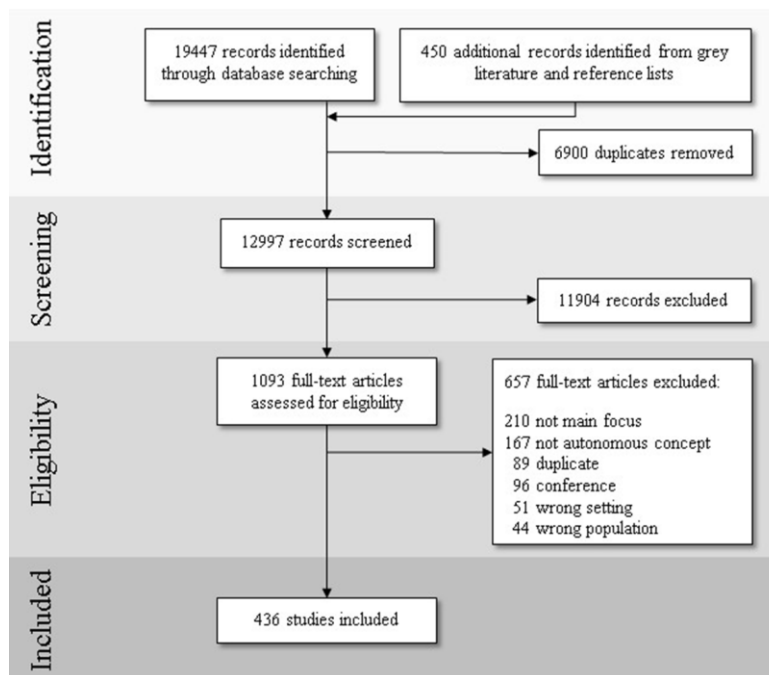 Identification
19447 records identified
through database searching
450 additional records identified from grey
literature and reference lists
6900 duplicates removed
Screening
12997 records screened
11904 records excluded
Eligibility
1093 full-text articles
assessed for eligibility
657 full-text articles excluded:
210 not main focus
167 not autonomous concept
89 duplicate
96 conference
51 wrong setting
44 wrong population
Included
436 studies included